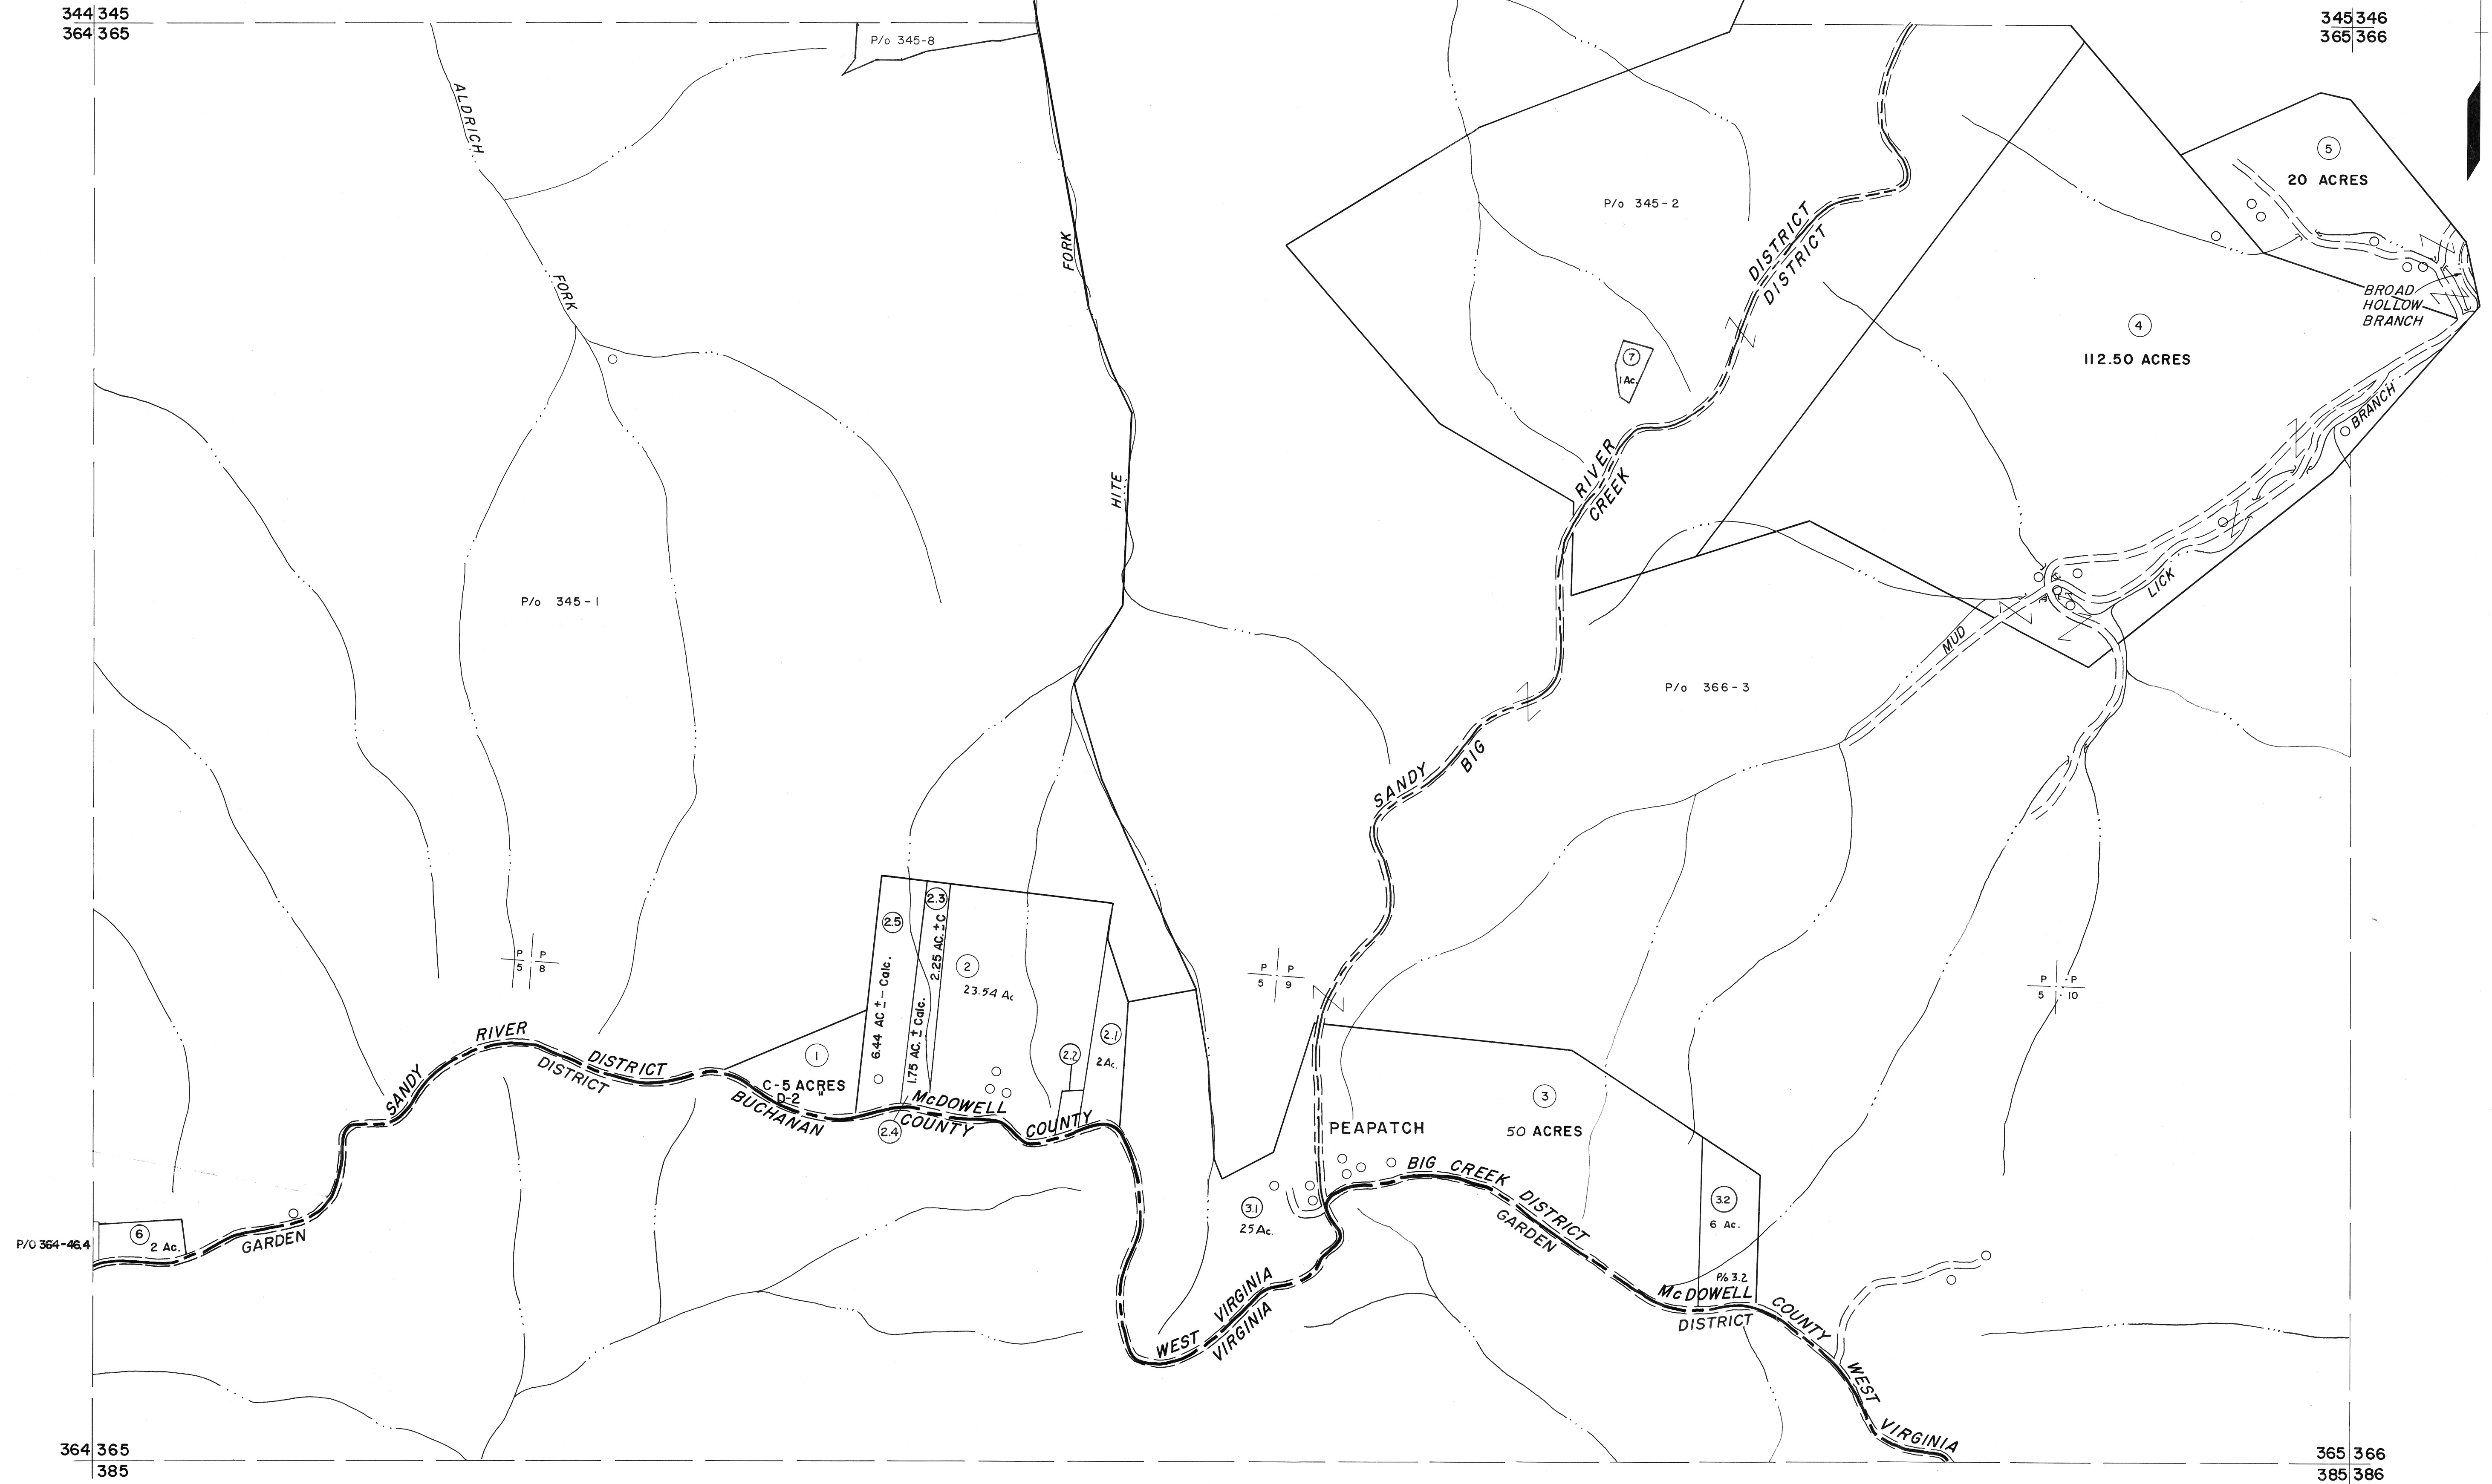 344 345
364 365
345 346
365 366
P/o 345-8
ALDRICH
FORK
FORK
HITE
P/o 345-2
DISTRICT
DISTRICT
5
20 ACRES
BROAD
HOLLOW
BRANCH
4
112.50 ACRES
7
1 Ac.
RIVER
CREEK
BRANCH
LICK
MUD
P/o 345-1
P/o 366-3
SANDY
BIG
2.5
6.44 AC ± - Calc.
2.3
2.25 AC. ± C
1.75 AC. ± Calc.
2
23.54 Ac
2.1
2 Ac.
2.2
2.4
P P
5 8
P P
5 9
P P
5 10
1
C-5 ACRES
D-2 "
SANDY
RIVER
DISTRICT
DISTRICT
GARDEN
BUCHANAN
COUNTY
McDOWELL
COUNTY
6
2 Ac.
P/O 364-46.4
PEAPATCH
3
50 ACRES
3.1
25 Ac.
3.2
6 Ac.
P/o 3.2
BIG CREEK DISTRICT
GARDEN
DISTRICT
McDOWELL
COUNTY
WEST
VIRGINIA
WEST VIRGINIA
VIRGINIA
364 365
385
365 366
385 386